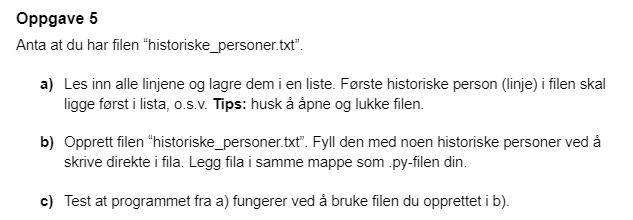 Oppgave 5
Anta at du har filen “historiske_personer.txt”.
a) Les inn alle linjene og lagre dem i en liste. Første historiske person (linje) i filen skal
ligge først i lista, o.s.v. Tips: husk å åpne og lukke filen.
b) Opprett filen “historiske_personer.txt”. Fyll den med noen historiske personer ved å
skrive direkte i fila. Legg fila i samme mappe som .py-filen din.
c) Test at programmet fra a) fungerer ved å bruke filen du opprettet i b).